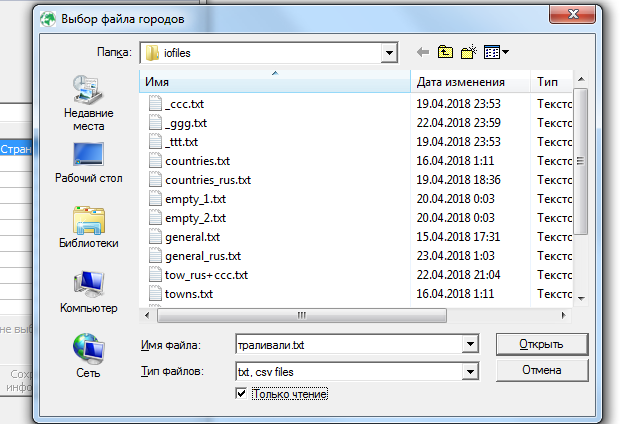 Выбор файла городов
Папка: iofiles
Имя Дата изменения Тип
_ccc.txt 19.04.2018 23:53 Тексто
_ggg.txt 22.04.2018 23:59 Тексто
_ttt.txt 19.04.2018 23:53 Тексто
countries.txt 16.04.2018 1:11 Тексто
countries_rus.txt 19.04.2018 18:36 Тексто
empty_1.txt 20.04.2018 0:03 Тексто
empty_2.txt 20.04.2018 0:03 Тексто
general.txt 15.04.2018 17:31 Тексто
general_rus.txt 23.04.2018 1:03 Тексто
tow_rus+ccc.txt 22.04.2018 21:04 Тексто
towns.txt 16.04.2018 1:11 Тексто
Недавние
места
Рабочий стол
Библиотеки
Компьютер
Сеть
Имя файла: траливали.txt Открыть
Тип файлов: txt, csv files Отмена
Только чтение
Стран
не выб
Сох
инфо